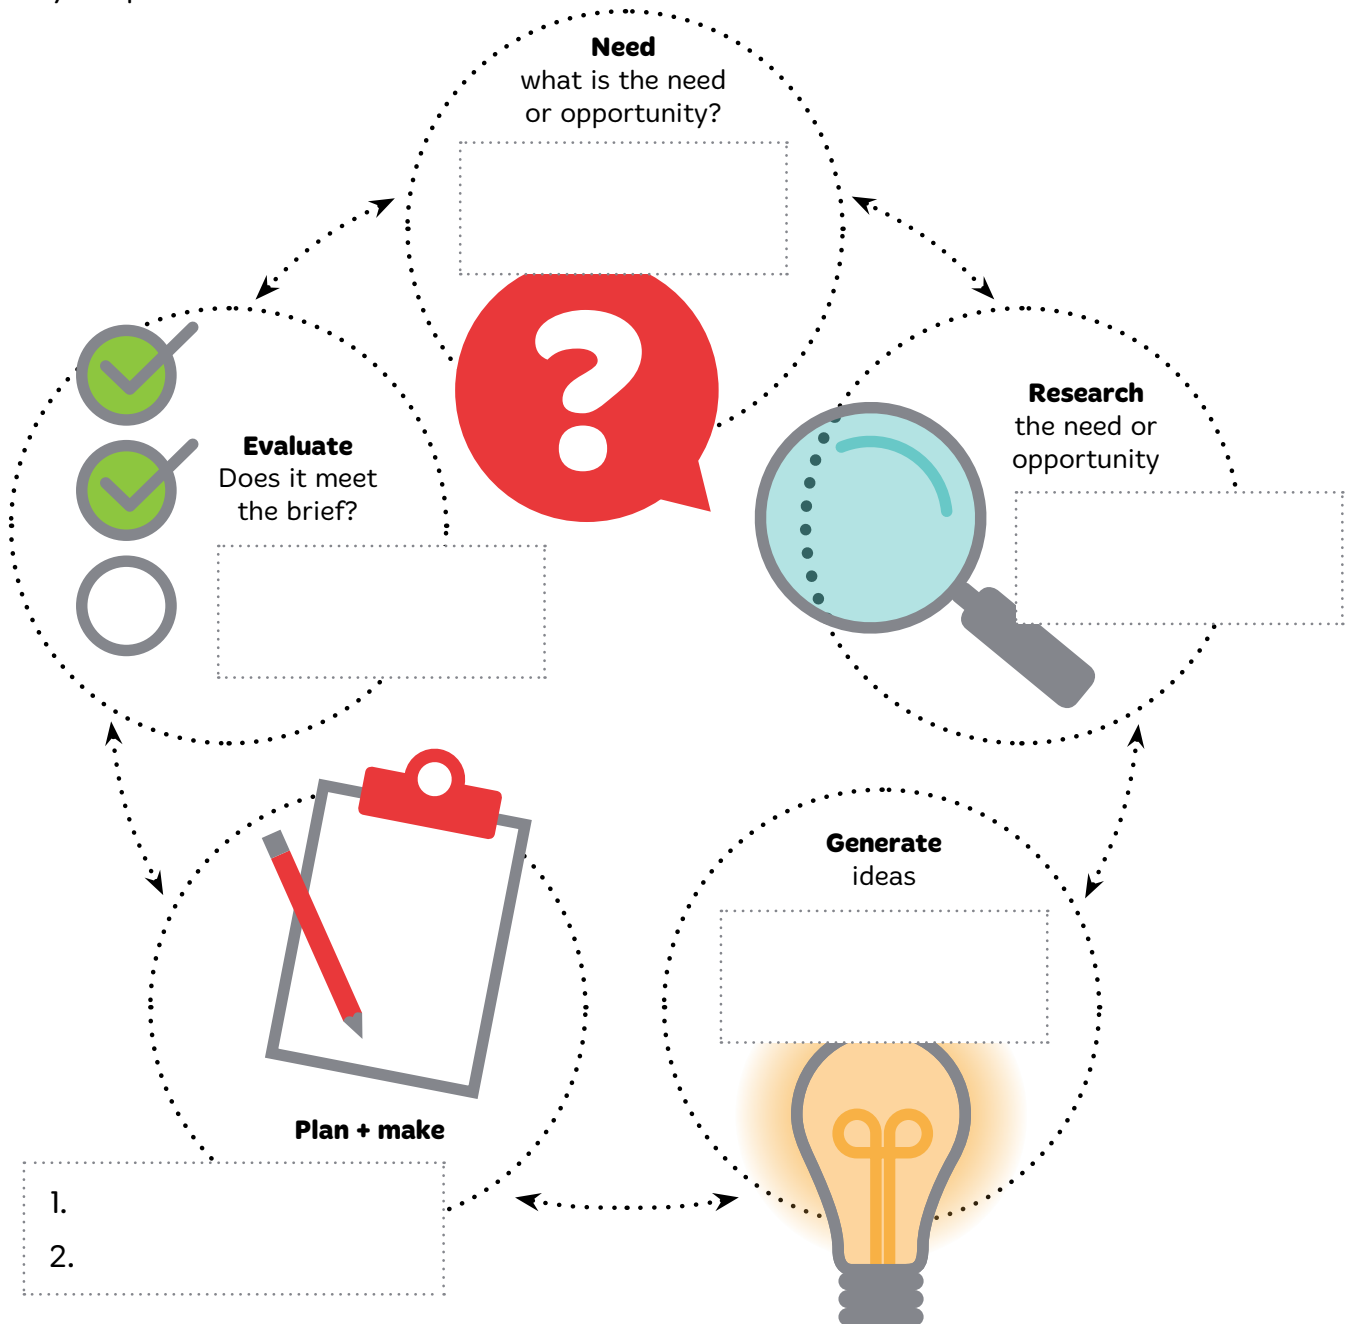 Need
what is the need
or opportunity?
Research
the need or
opportunity
Evaluate
Does it meet
the brief?
Generate
ideas
Plan + make
1.
2.